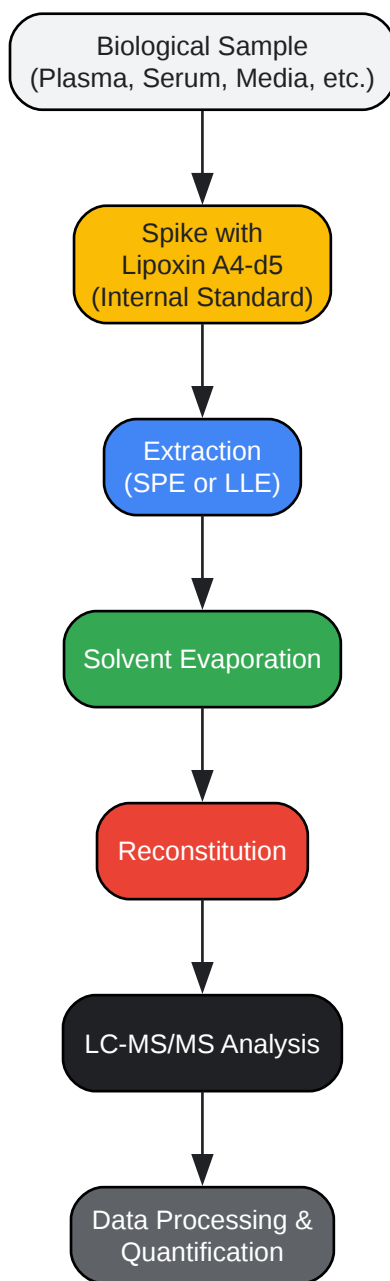 Biological Sample
(Plasma, Serum, Media, etc.)
Spike with
Lipoxin A4-d5
(Internal Standard)
Extraction
(SPE or LLE)
Solvent Evaporation
Reconstitution
LC-MS/MS Analysis
Data Processing &
Quantification